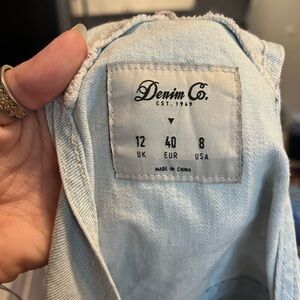 Denim Co.
EST. 1969
12 40 8
UK EUR USA
MADE IN CHINA